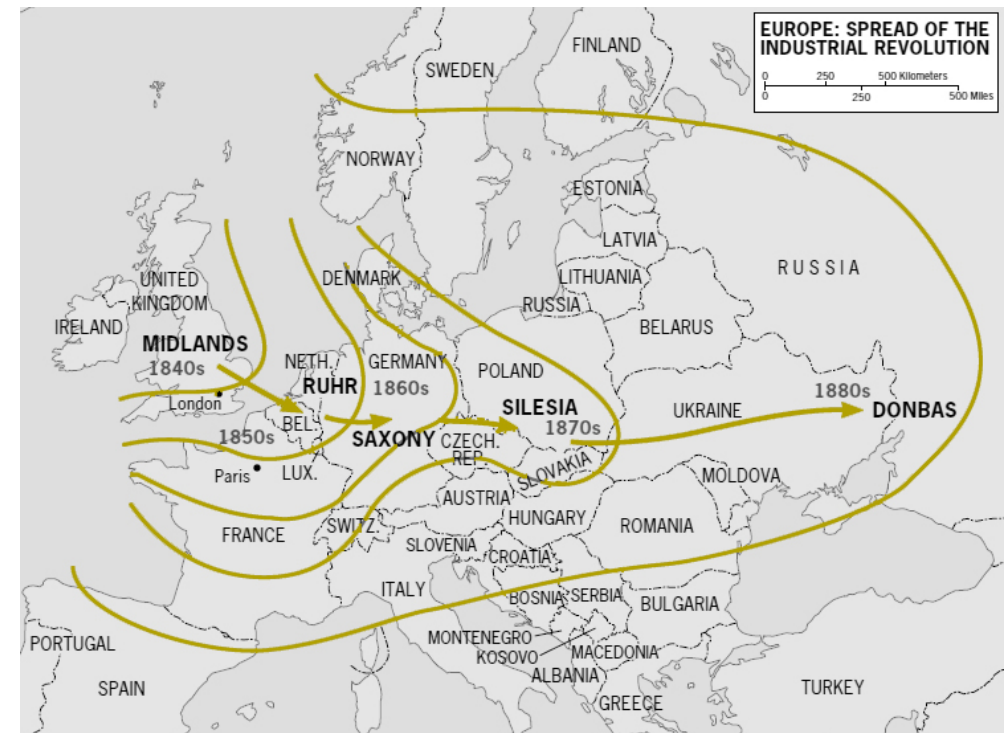 EUROPE: SPREAD OF THE
INDUSTRIAL REVOLUTION
0 250 500 Kilometers
0 250 500 Miles
FINLAND
SWEDEN
NORWAY
ESTONIA
LATVIA
RUSSIA
DENMARK
LITHUANIA
UNITED
KINGDOM
RUSSIA
IRELAND
BELARUS
MIDLANDS
1840s
NETH.
GERMANY
POLAND
RUHR
1860s
1880s
London
SILESIA
UKRAINE
DONBAS
BEL.
1850s
SAXONY
1870s
CZECH.
REP.
Paris
LUX.
SLOVAKIA
MOLDOVA
AUSTRIA
HUNGARY
FRANCE
SWITZ.
ROMANIA
SLOVENIA
CROATIA
ITALY
BOSNIA
SERBIA
BULGARIA
MONTENEGRO
KOSOVO
MACEDONIA
PORTUGAL
ALBANIA
SPAIN
TURKEY
GREECE